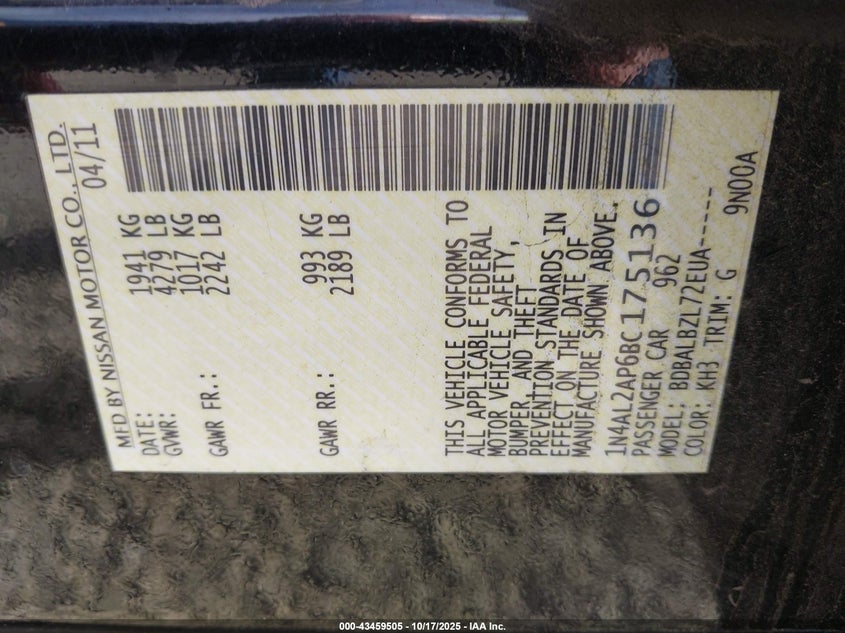 MFD BY NISSAN MOTOR CO., LTD.
DATE: 04/11
GVWR: 1941 KG
4279 LB
GAWR FR.: 1017 KG
2242 LB
GAWR RR.: 993 KG
2189 LB
THIS VEHICLE CONFORMS TO
ALL APPLICABLE FEDERAL
MOTOR VEHICLE SAFETY,
BUMPER, AND THEFT
PREVENTION STANDARDS IN
EFFECT ON THE DATE OF
MANUFACTURE SHOWN ABOVE.
1N4AL2AP6BC175136
PASSENGER CAR 962
MODEL: BDBALBZL72EUA-----
COLOR: KH3 TRIM: G 9N00A
000-43459505 - 10/17/2025 - IAA Inc.